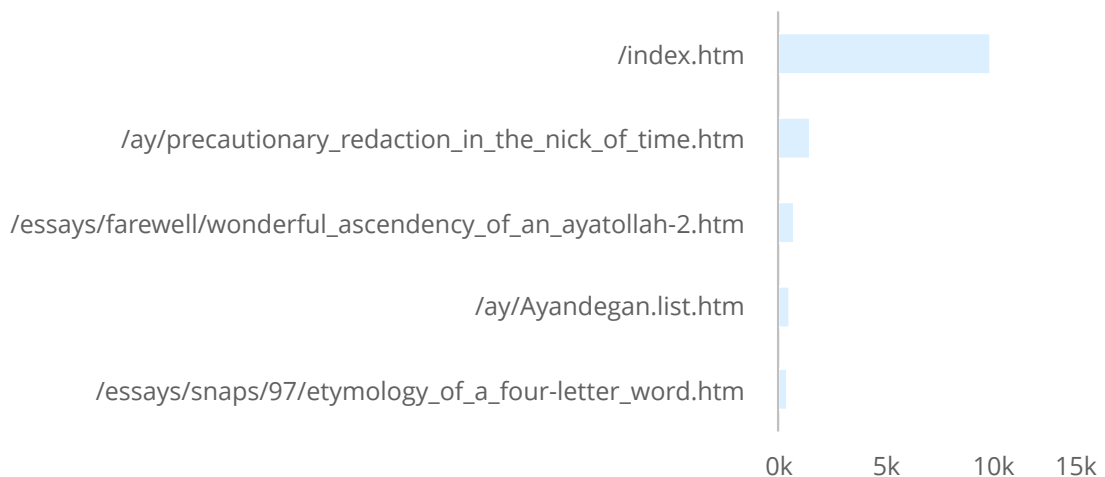 /index.htm
/ay/precautionary_redaction_in_the_nick_of_time.htm
/essays/farewell/wonderful_ascendency_of_an_ayatollah-2.htm
/ay/Ayandegan.list.htm
/essays/snaps/97/etymology_of_a_four-letter_word.htm
0k 5k 10k 15k